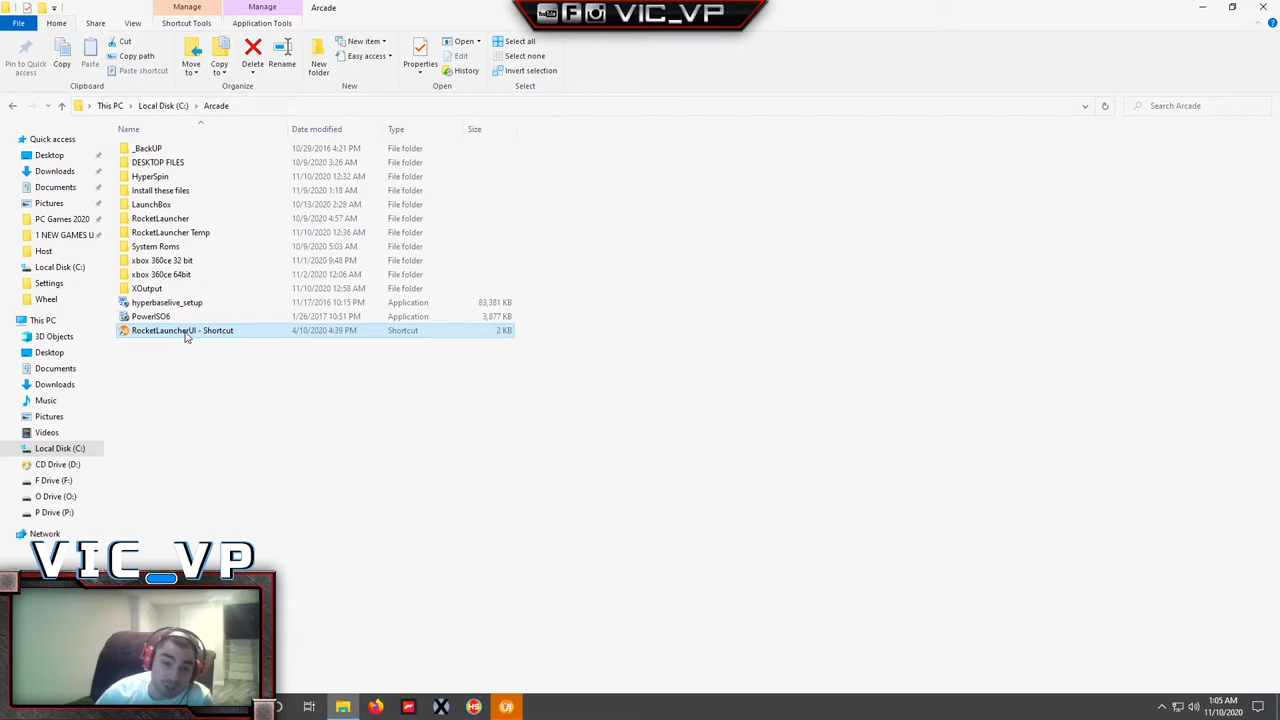 Manage
Manage
Arcade
VIC_VP
File
Home
Share
View
Shortcut Tools
Application Tools
Pin to Quick access
Copy
Paste
Cut
Copy path
Paste shortcut
Clipboard
Move to
Copy to
Delete
Rename
Organize
New folder
New item
Easy access
New
Properties
Open
Edit
History
Open
Select all
Select none
Invert selection
Select
This PC > Local Disk (C:) > Arcade
Search Arcade
Name Date modified Type Size
_BackUP 10/29/2016 4:21 PM File folder
DESKTOP FILES 10/9/2020 3:26 AM File folder
HyperSpin 11/10/2020 12:32 AM File folder
Install these files 11/9/2020 1:18 AM File folder
LaunchBox 10/13/2020 2:28 AM File folder
RocketLauncher 10/9/2020 4:57 AM File folder
RocketLauncher Temp 11/10/2020 12:36 AM File folder
System Roms 10/9/2020 5:03 AM File folder
xbox 360ce 32 bit 11/1/2020 9:48 PM File folder
xbox 360ce 64bit 11/2/2020 12:06 AM File folder
XOutput 11/10/2020 12:58 AM File folder
hyperbaselive_setup 11/17/2016 10:15 PM Application 83,381 KB
PowerISO6 1/26/2017 10:51 PM Application 3,877 KB
RocketLauncherUI - Shortcut 4/10/2020 4:39 PM Shortcut 2 KB
Quick access
Desktop
Downloads
Documents
Pictures
PC Games 2020
1 NEW GAMES U
Host
Local Disk (C:)
Settings
Wheel
This PC
3D Objects
Desktop
Documents
Downloads
Music
Pictures
Videos
Local Disk (C:)
CD Drive (D:)
F Drive (F:)
O Drive (O:)
P Drive (P:)
Network
VIC_VP
1:05 AM
11/10/2020